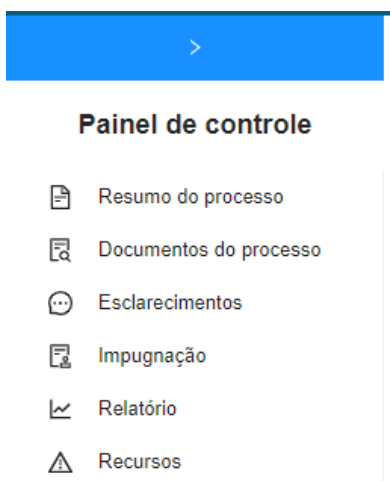 Painel de controle
Resumo do processo
Documentos do processo
Esclarecimentos
Impugnação
Relatório
Recursos